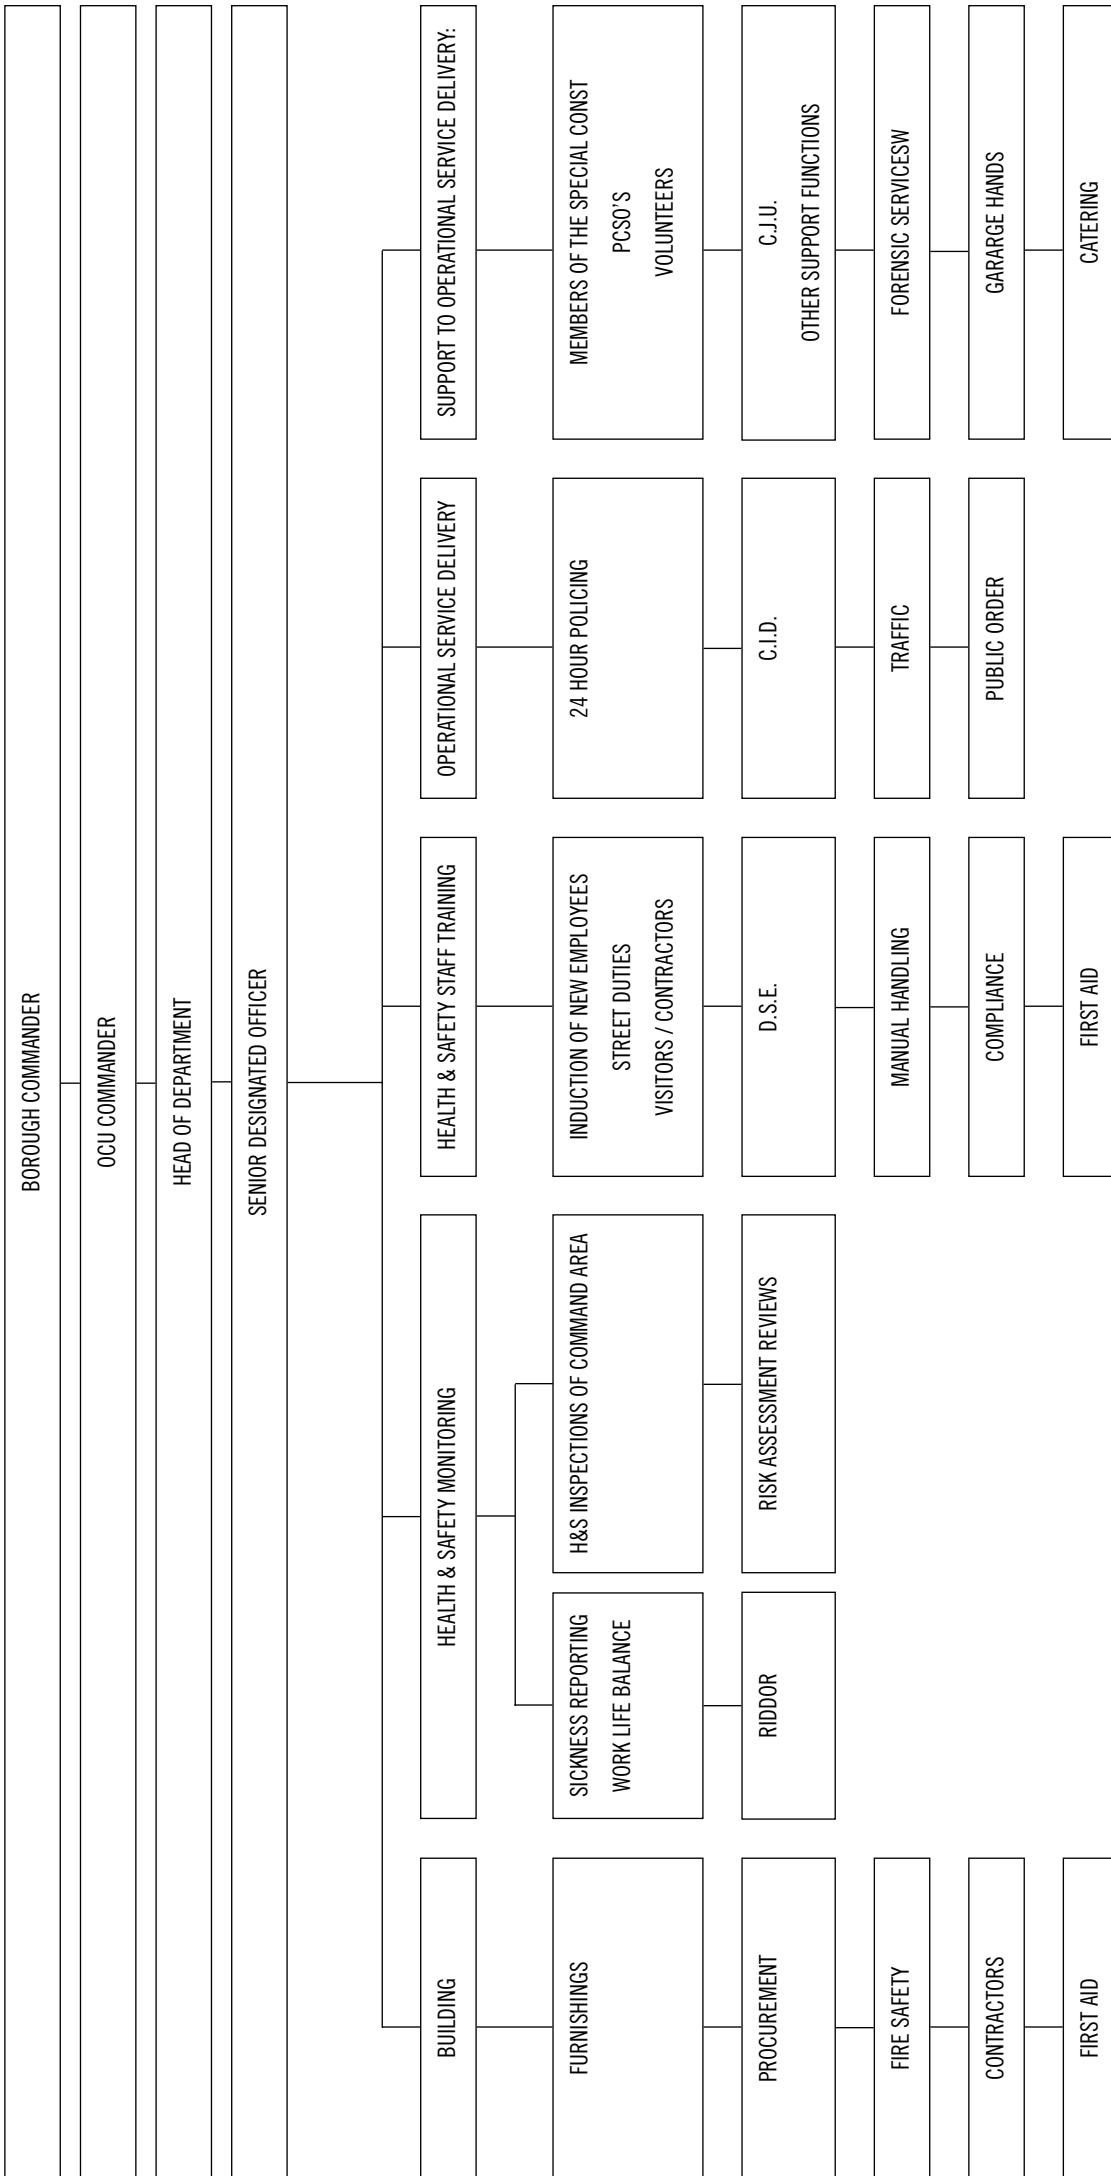 BOROUGH COMMANDER
OCU COMMANDER
HEAD OF DEPARTMENT
SENIOR DESIGNATED OFFICER
BUILDING
FURNISHINGS
PROCUREMENT
FIRE SAFETY
CONTRACTORS
FIRST AID
HEALTH & SAFETY MONITORING
SICKNESS REPORTING
WORK LIFE BALANCE
RIDDOR
H&S INSPECTIONS OF COMMAND AREA
RISK ASSESSMENT REVIEWS
HEALTH & SAFETY STAFF TRAINING
INDUCTION OF NEW EMPLOYEES
STREET DUTIES
VISITORS / CONTRACTORS
D.S.E.
MANUAL HANDLING
COMPLIANCE
FIRST AID
OPERATIONAL SERVICE DELIVERY
24 HOUR POLICING
C.I.D.
TRAFFIC
PUBLIC ORDER
SUPPORT TO OPERATIONAL SERVICE DELIVERY:
MEMBERS OF THE SPECIAL CONST
PCSO'S
VOLUNTEERS
C.J.U.
OTHER SUPPORT FUNCTIONS
FORENSIC SERVICESW
GARARGE HANDS
CATERING